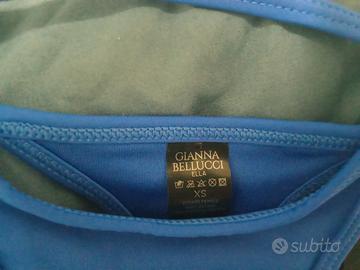 GIANNA
BELLUCCI
ELLA
XS
subito